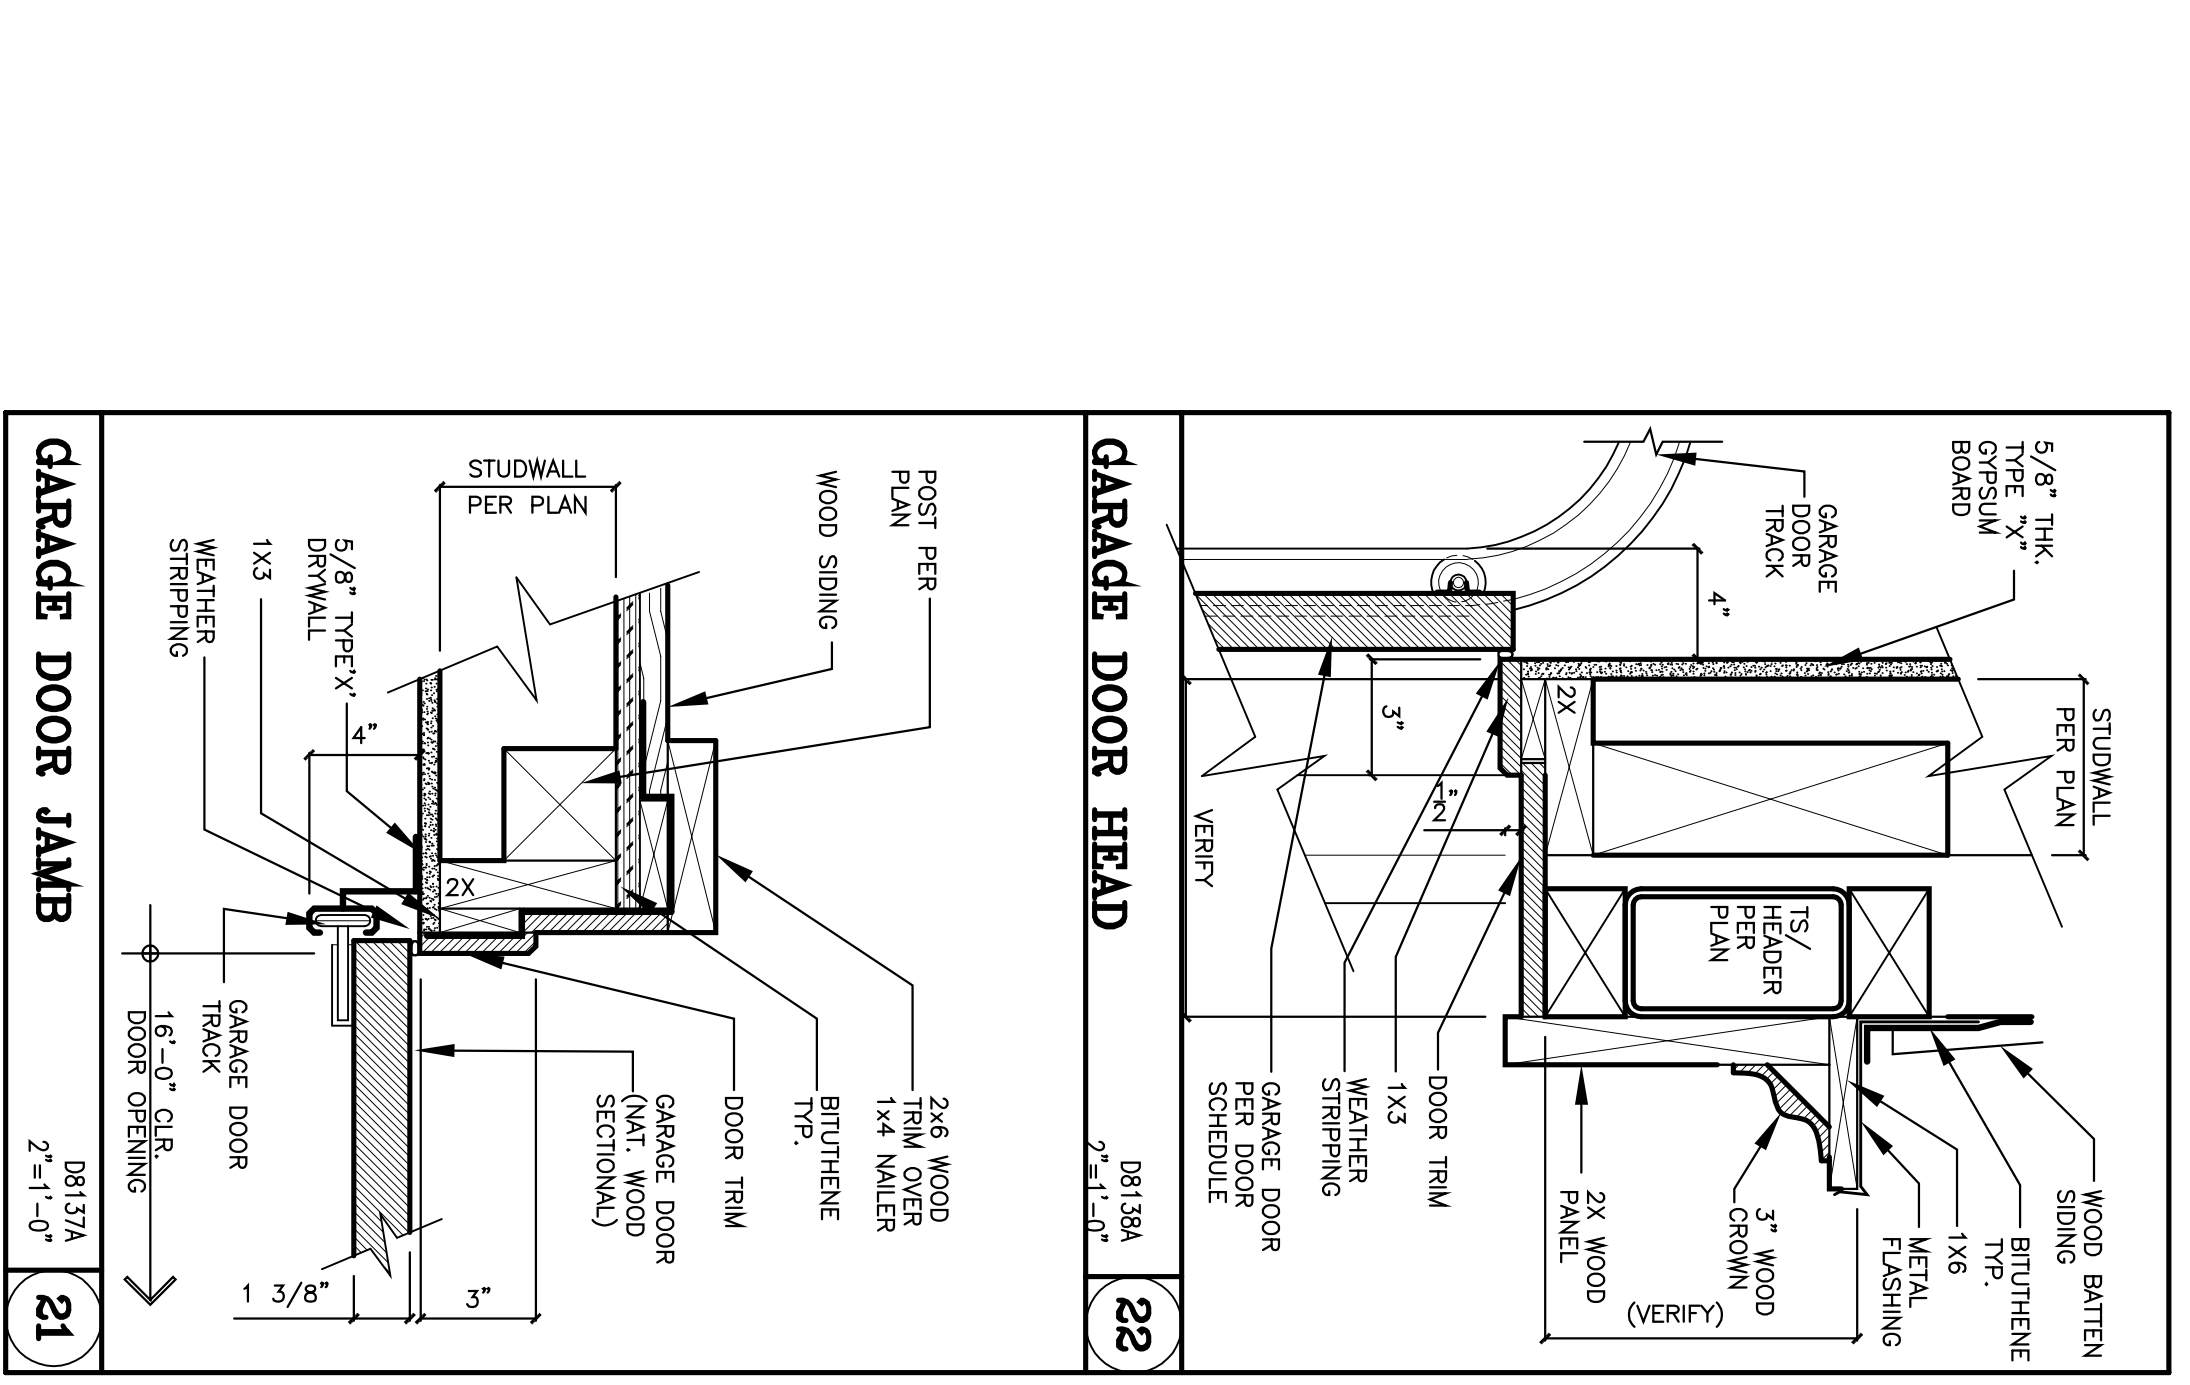 5/8" THK.
TYPE "X"
GYPSUM
BOARD
GARAGE
DOOR
TRACK
4"
STUDWALL
PER PLAN
2X
3"
1/2"
VERIFY
TS/
HEADER
PER
PLAN
WOOD BATTEN
SIDING
BITUTHENE
TYP.
1X6
METAL
FLASHING
3" WOOD
CROWN
2X WOOD
PANEL
(VERIFY)
DOOR TRIM
1X3
WEATHER
STRIPPING
GARAGE DOOR
PER DOOR
SCHEDULE
GARAGE DOOR HEAD
D8138A
2"=1'-0"
22
POST PER
PLAN
WOOD SIDING
STUDWALL
PER PLAN
5/8" TYPE'X'
DRYWALL
1X3
WEATHER
STRIPPING
4"
2X
2x6 WOOD
TRIM OVER
1x4 NAILER
BITUTHENE
TYP.
DOOR TRIM
GARAGE DOOR
(NAT. WOOD
SECTIONAL)
GARAGE DOOR
TRACK
16'-0" CLR.
DOOR OPENING
1 3/8"
3"
GARAGE DOOR JAMB
D8137A
2"=1'-0"
21